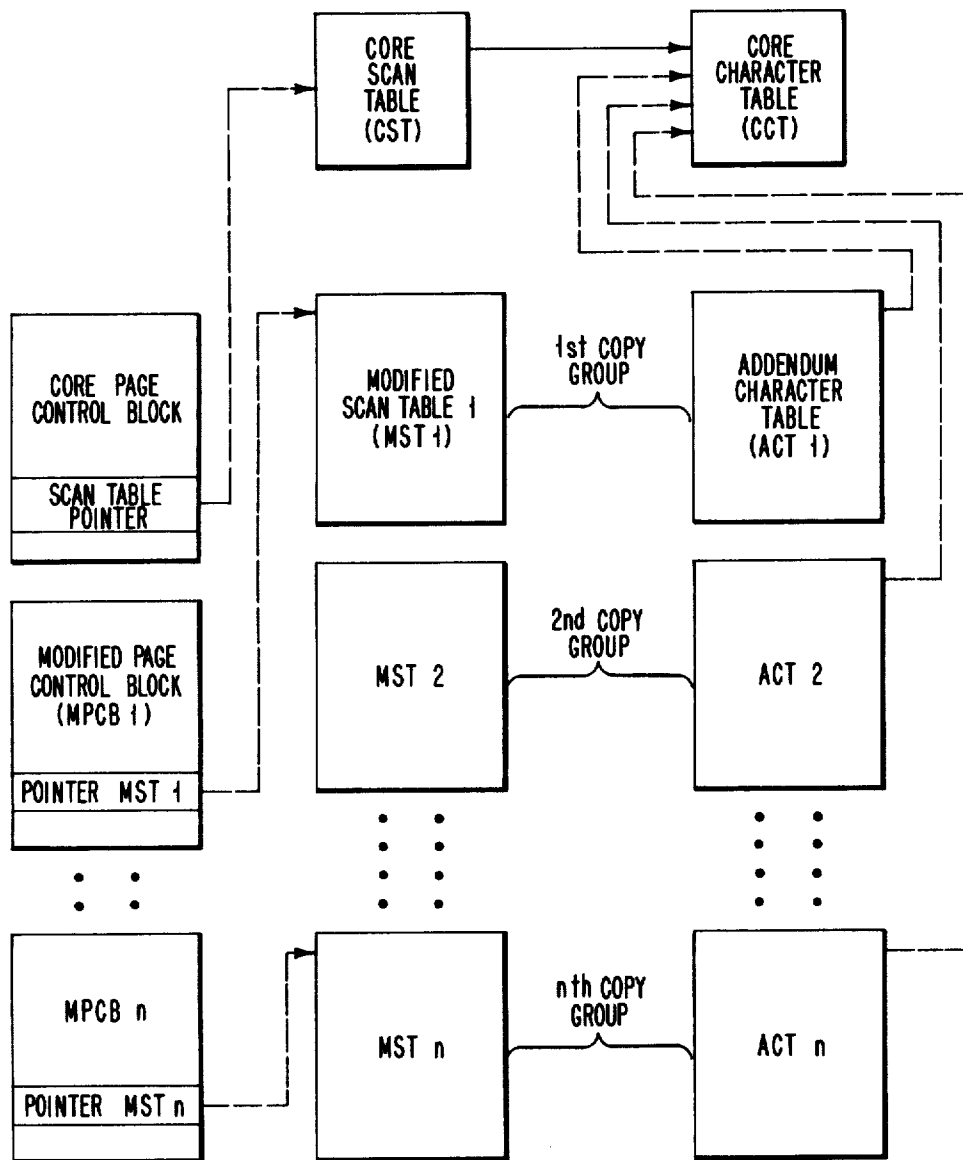 CORE
SCAN
TABLE
(CST)
CORE
CHARACTER
TABLE
(CCT)
CORE PAGE
CONTROL BLOCK
SCAN TABLE
POINTER
MODIFIED
SCAN TABLE 1
(MST 1)
1st COPY
GROUP
ADDENDUM
CHARACTER
TABLE
(ACT 1)
MODIFIED PAGE
CONTROL BLOCK
(MPCB 1)
POINTER MST 1
MST 2
2nd COPY
GROUP
ACT 2
MPCB n
POINTER MST n
MST n
nth COPY
GROUP
ACT n